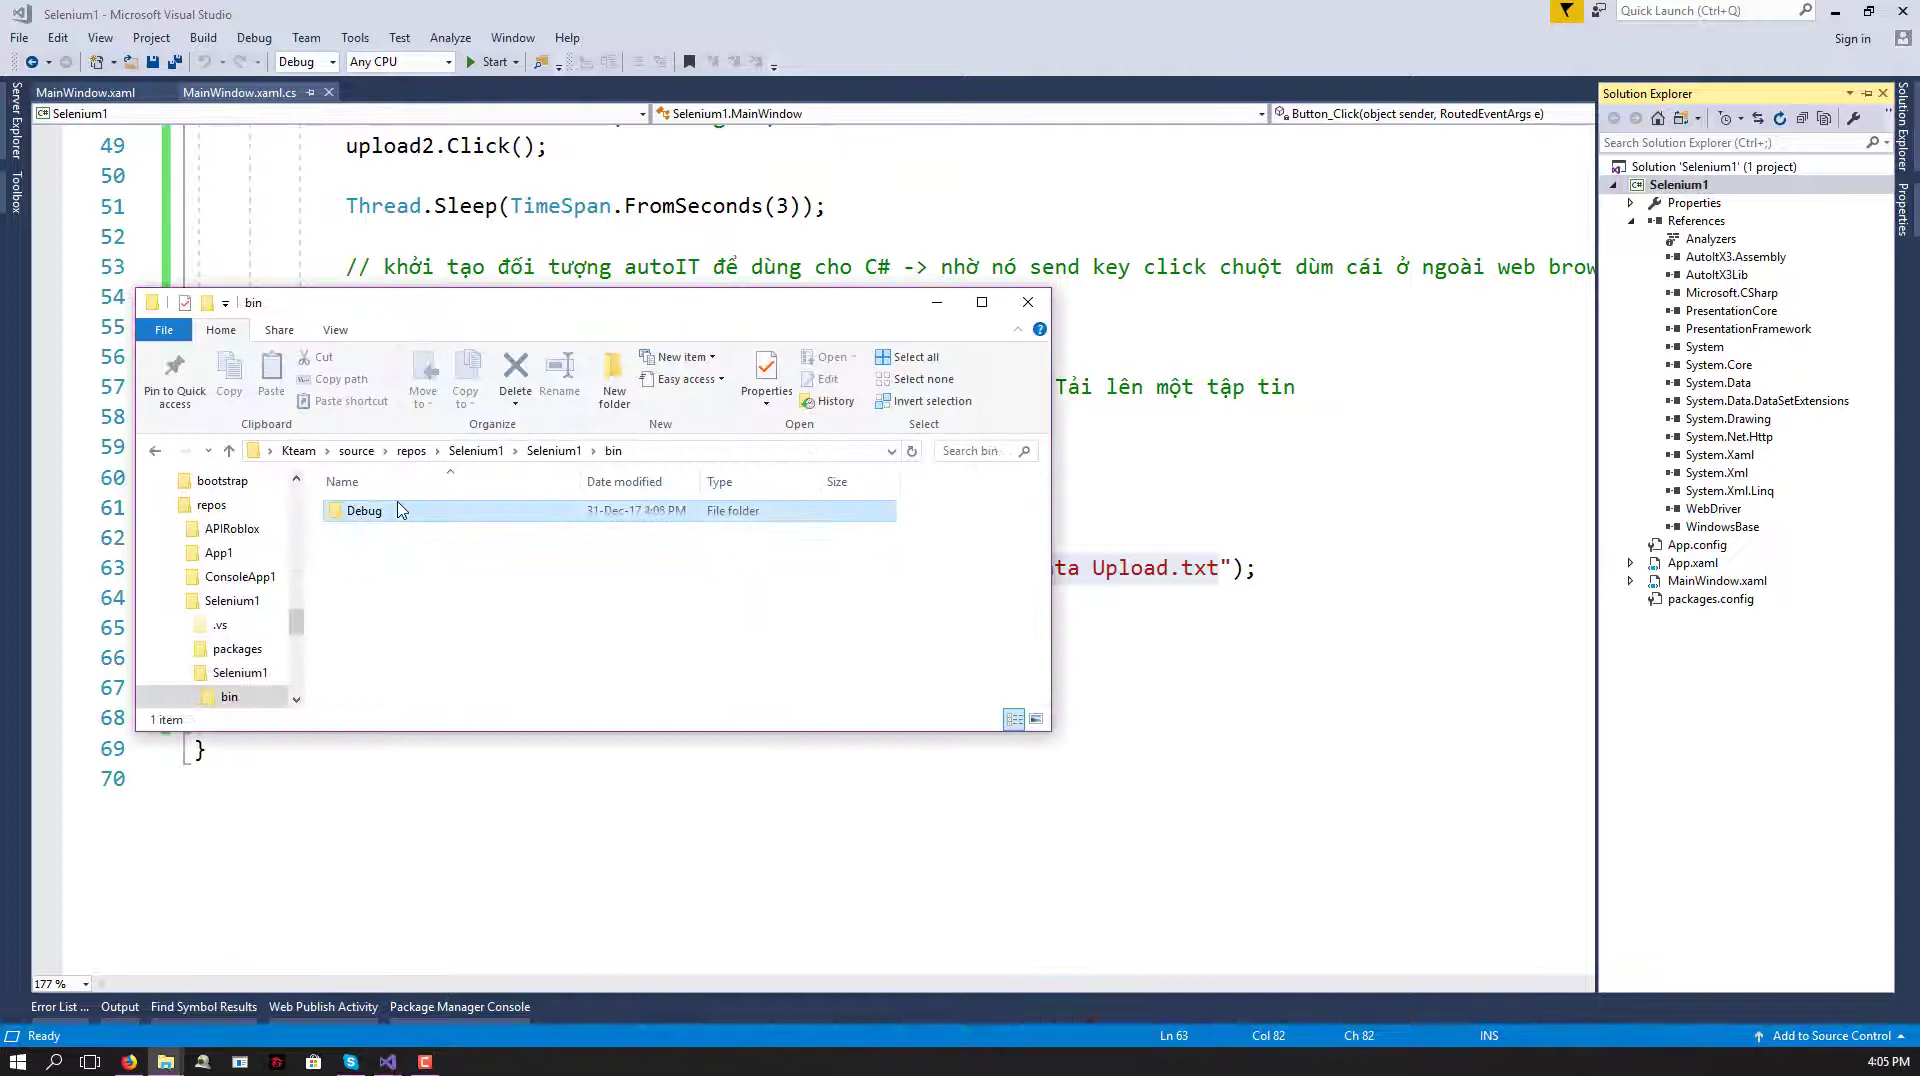 Selenium1 - Microsoft Visual Studio
Quick Launch (Ctrl+Q)
File Edit View Project Build Debug Team Tools Test Analyze Window Help
Sign in
Debug Any CPU Start
Server Explorer
Toolbox
MainWindow.xaml MainWindow.xaml.cs
Selenium1 Selenium1.MainWindow Button_Click(object sender, RoutedEventArgs e)
49 upload2.Click();
50
51 Thread.Sleep(TimeSpan.FromSeconds(3));
52
53 // khởi tạo đối tượng autoIT để dùng cho C# -> nhờ nó send key click chuột dùm cái ở ngoài web brow
54
55
56
57 Tải lên một tập tin
58
59
60
61
62
63 ta Upload.txt");
64
65
66
67
68
69 }
70
bin
File Home Share View
Pin to Quick access
Copy
Paste
Cut
Copy path
Paste shortcut
Clipboard
Move to
Copy to
Delete
Rename
Organize
New folder
New item
Easy access
New
Properties
Open
Edit
History
Open
Select all
Select none
Invert selection
Select
Kteam source repos Selenium1 Selenium1 bin
Search bin
bootstrap
repos
APIRoblox
App1
ConsoleApp1
Selenium1
.vs
packages
Selenium1
bin
Name Date modified Type Size
Debug 31-Dec-17 4:03 PM File folder
1 item
Solution Explorer
Search Solution Explorer (Ctrl+;)
Solution 'Selenium1' (1 project)
C# Selenium1
Properties
References
Analyzers
AutoItX3.Assembly
AutoItX3Lib
Microsoft.CSharp
PresentationCore
PresentationFramework
System
System.Core
System.Data
System.Data.DataSetExtensions
System.Drawing
System.Net.Http
System.Xaml
System.Xml
System.Xml.Linq
WebDriver
WindowsBase
App.config
App.xaml
MainWindow.xaml
packages.config
Solution Explorer
Properties
177 %
Error List ... Output Find Symbol Results Web Publish Activity Package Manager Console
Ready Ln 63 Col 82 Ch 82 INS Add to Source Control
4:05 PM